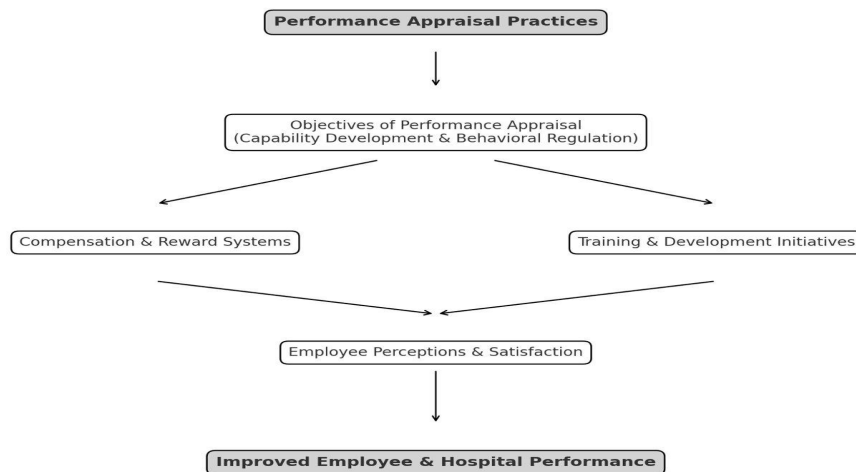 Performance Appraisal Practices
Objectives of Performance Appraisal
(Capability Development & Behavioral Regulation)
Compensation & Reward Systems
Training & Development Initiatives
Employee Perceptions & Satisfaction
Improved Employee & Hospital Performance